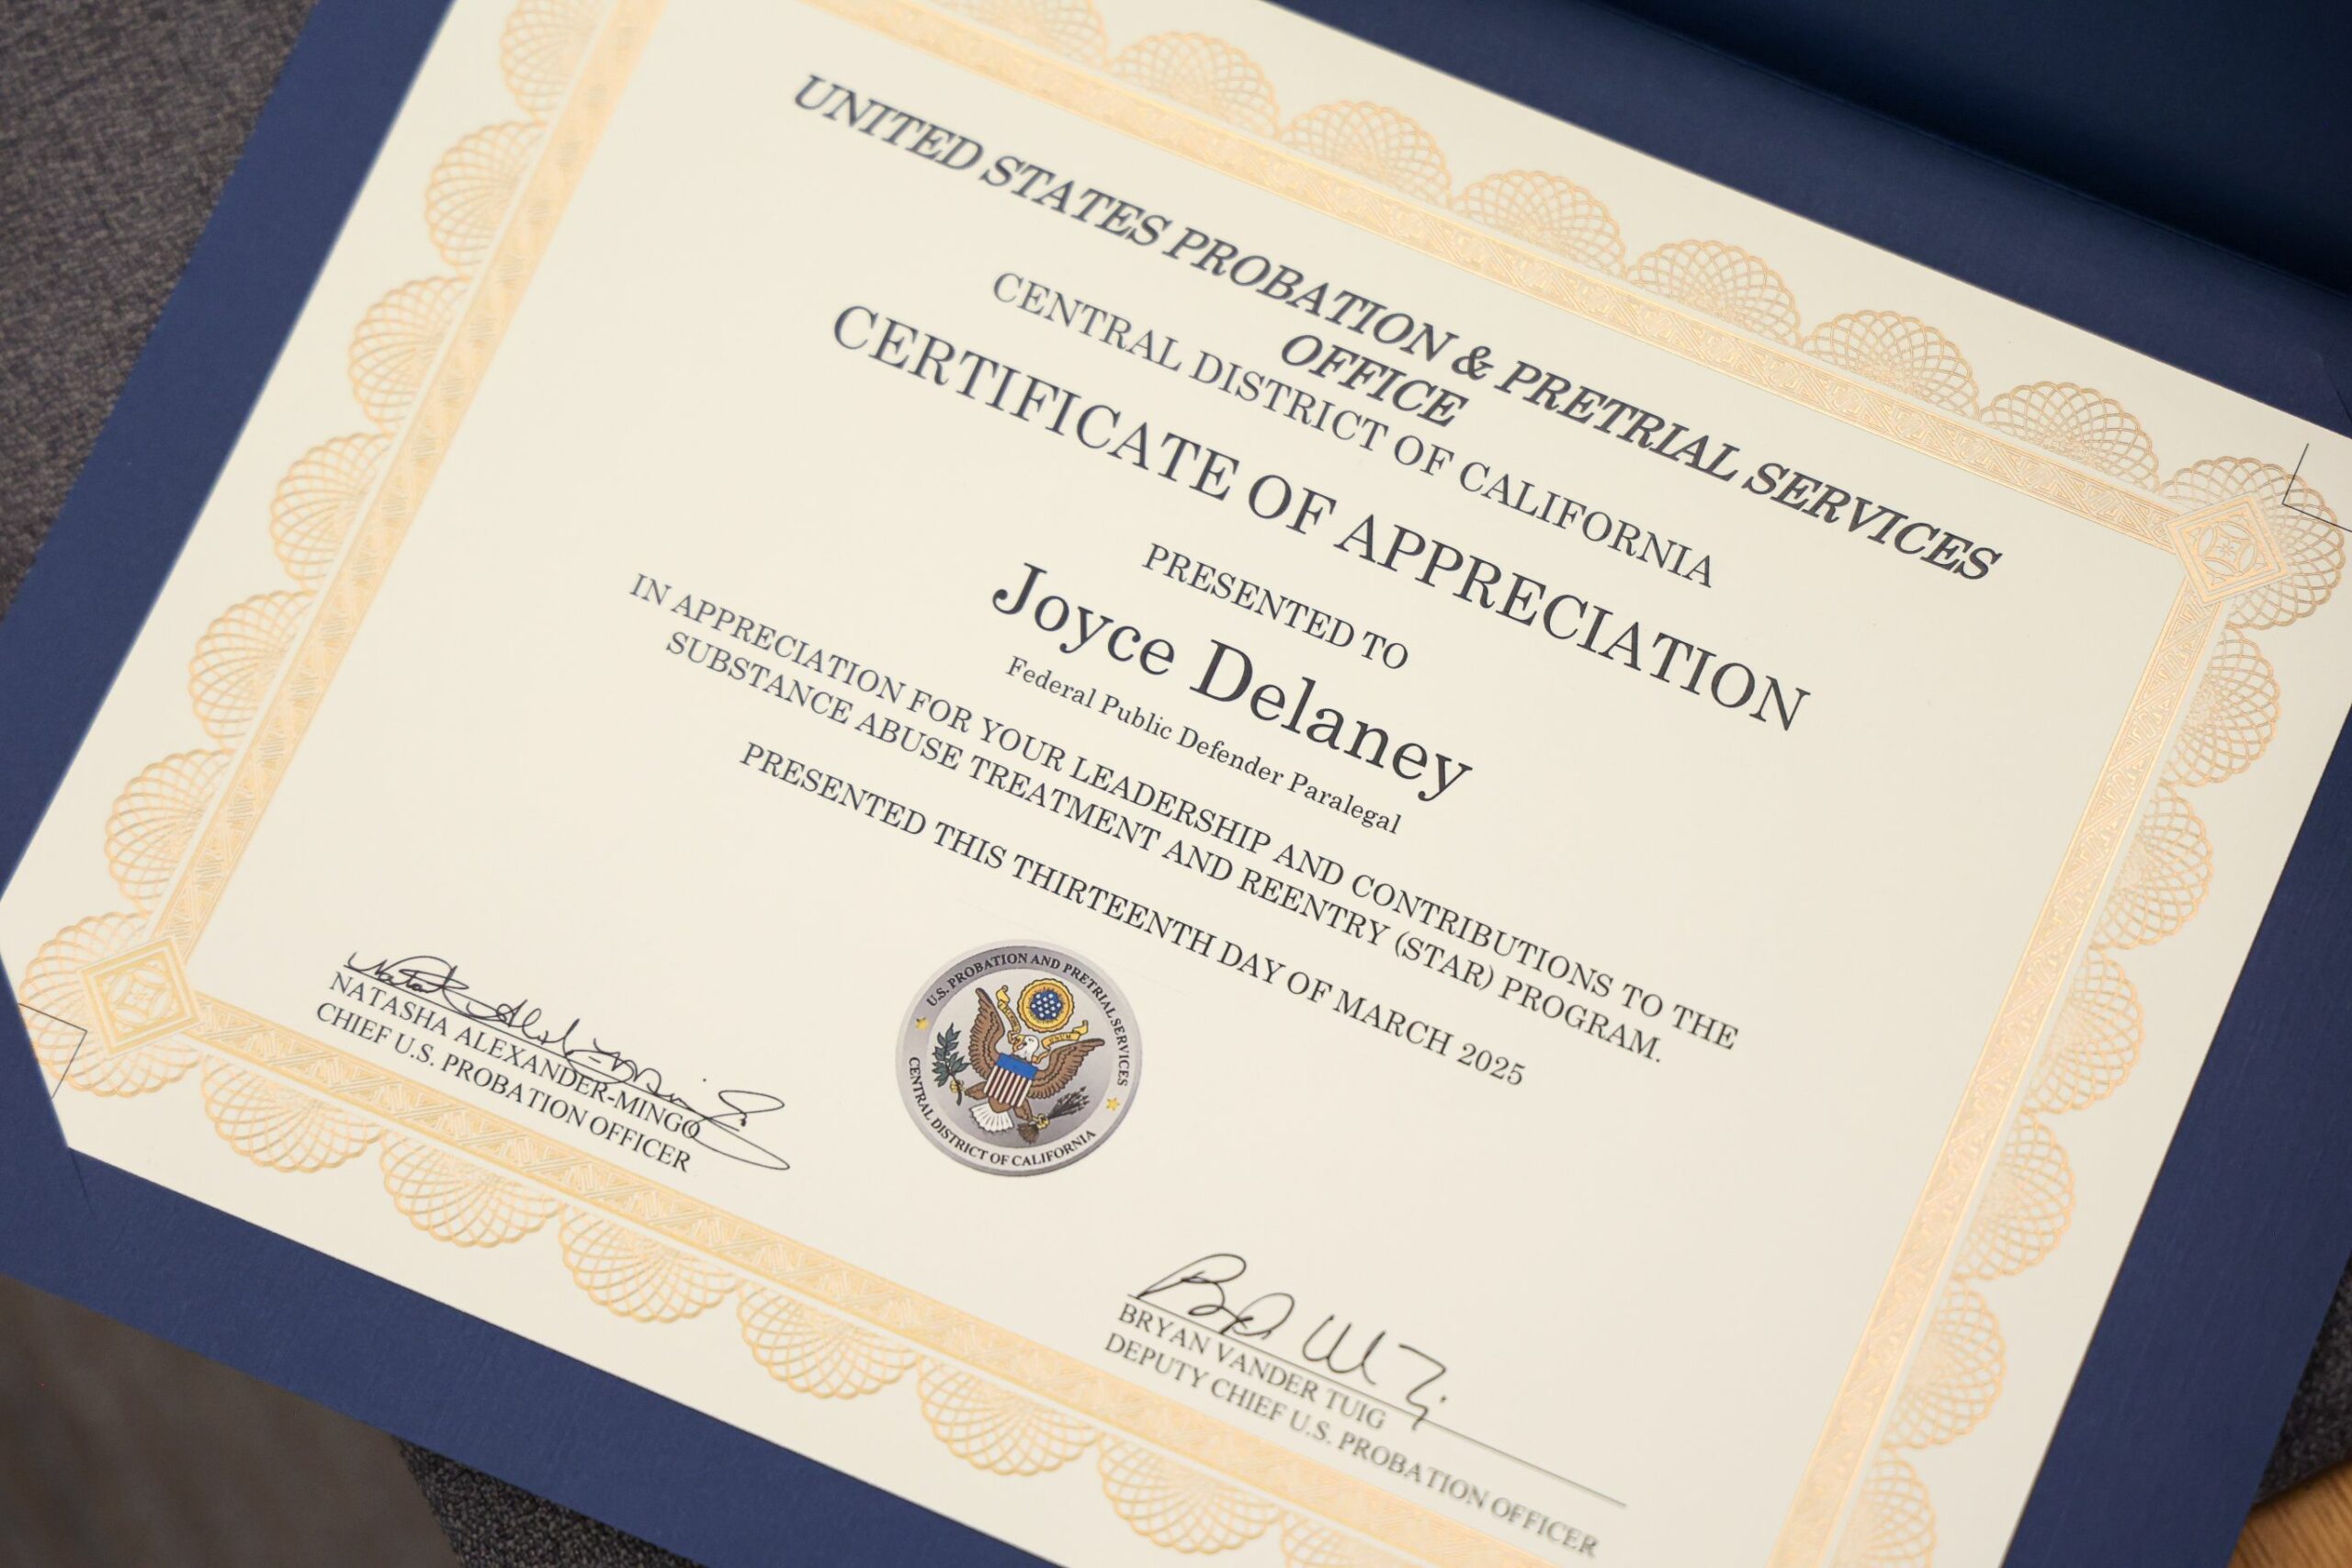 UNITED STATES PROBATION & PRETRIAL SERVICES
OFFICE
CENTRAL DISTRICT OF CALIFORNIA
CERTIFICATE OF APPRECIATION
PRESENTED TO
Joyce Delaney
Federal Public Defender Paralegal
IN APPRECIATION FOR YOUR LEADERSHIP AND CONTRIBUTIONS TO THE
SUBSTANCE ABUSE TREATMENT AND REENTRY (STAR) PROGRAM.
PRESENTED THIS THIRTEENTH DAY OF MARCH 2025
NATASHA ALEXANDER-MINGO
CHIEF U.S. PROBATION OFFICER
U.S. PROBATION AND PRETRIAL SERVICES
CENTRAL DISTRICT OF CALIFORNIA
BRYAN VANDER TUIG
DEPUTY CHIEF U.S. PROBATION OFFICER